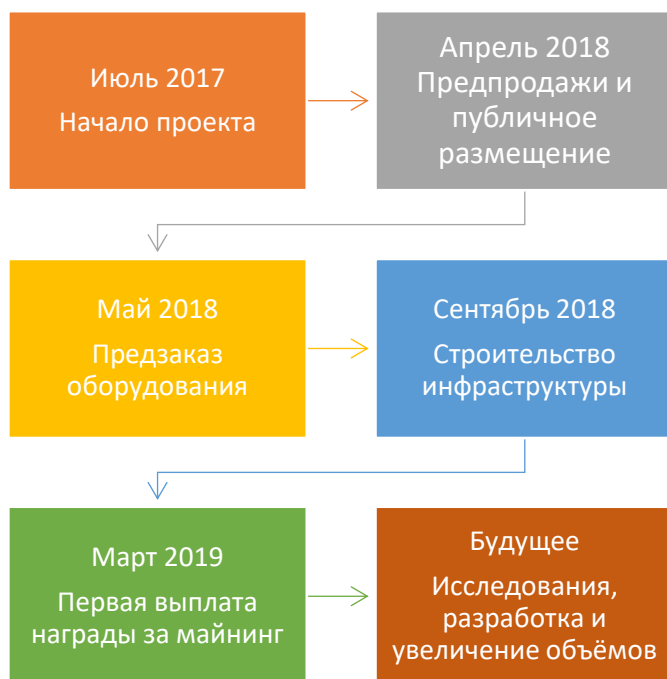 Июль 2017
Начало проекта
Апрель 2018
Предпродажи и
публичное
размещение
Май 2018
Предзаказ
оборудования
Сентябрь 2018
Строительство
инфраструктуры
Март 2019
Первая выплата
награды за майнинг
Будущее
Исследования,
разработка и
увеличение объёмов